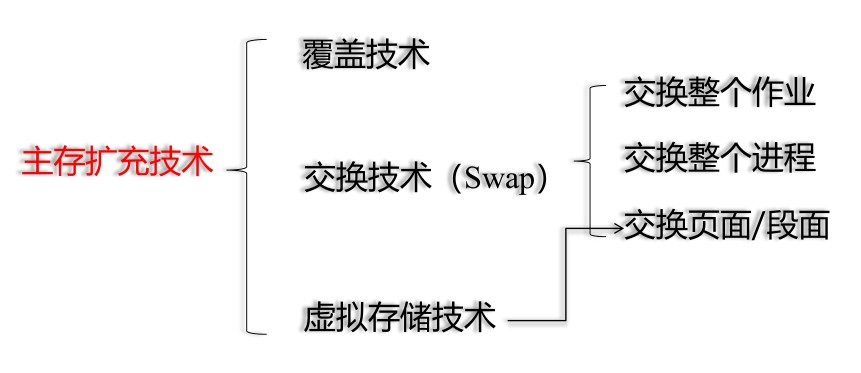 主存扩充技术
覆盖技术
交换技术（Swap）
虚拟存储技术
交换整个作业
交换整个进程
交换页面/段面